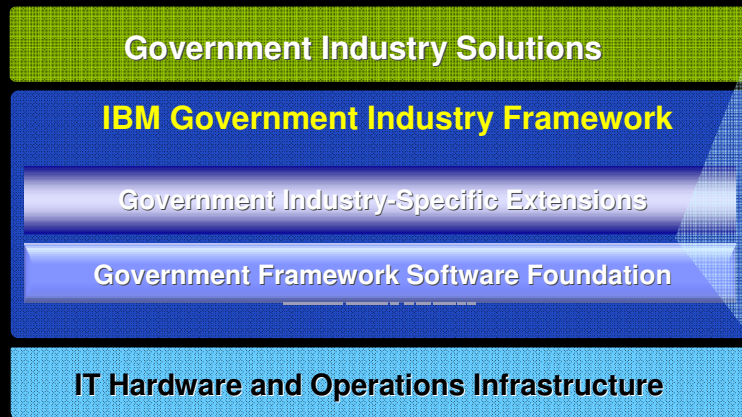 Government Industry Solutions
IBM Government Industry Framework
Government Industry-Specific Extensions
Government Framework Software Foundation
IT Hardware and Operations Infrastructure